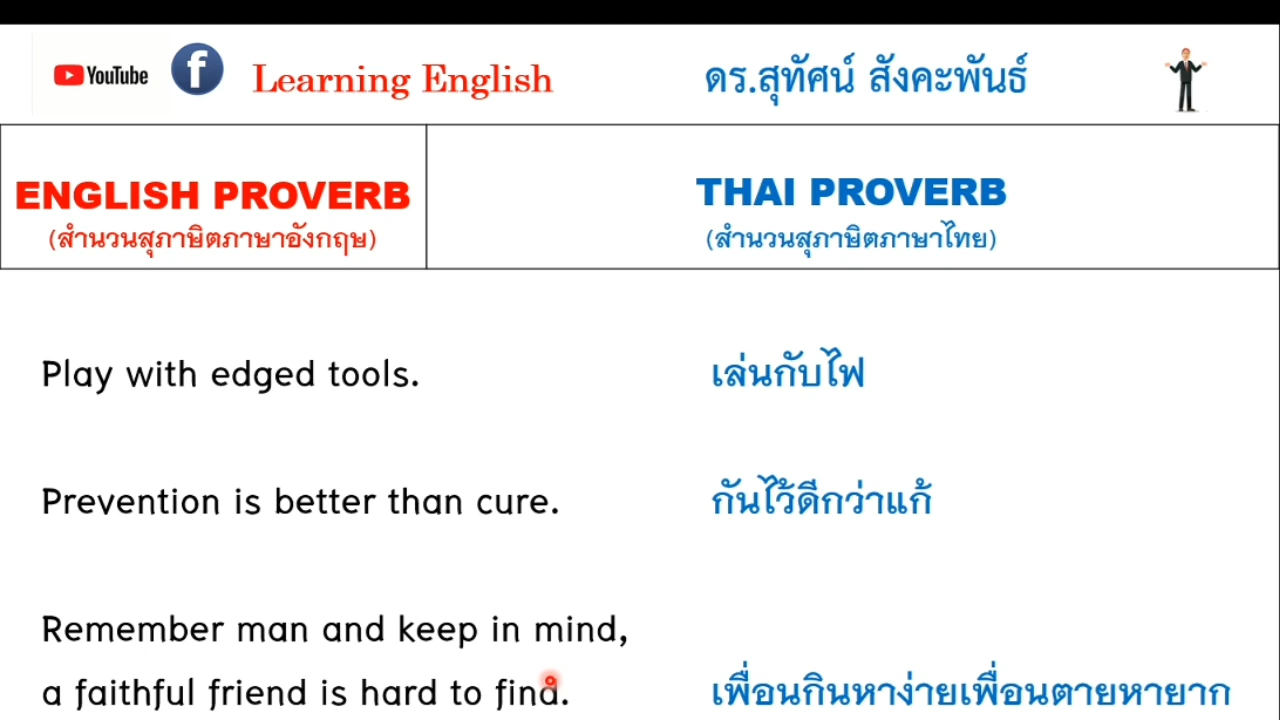 YouTube f Learning English ดร.สุทัศน์ สังคะพันธ์
ENGLISH PROVERB THAI PROVERB
(สำนวนสุภาษิตภาษาอังกฤษ) (สำนวนสุภาษิตภาษาไทย)
Play with edged tools. เล่นกับไฟ
Prevention is better than cure. กันไว้ดีกว่าแก้
Remember man and keep in mind,
a faithful friend is hard to find. เพื่อนกินหาง่ายเพื่อนตายหายาก